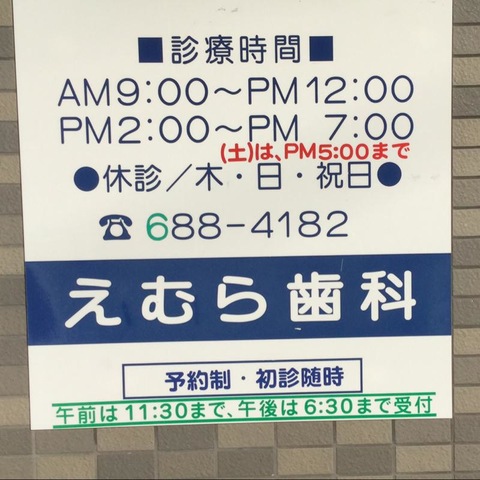 ■診療時間■
AM9:00～PM12:00
PM2:00～PM 7:00
(土)は、PM5:00まで
●休診／木・日・祝日●
☎688-4182
えむら歯科
予約制・初診随時
午前は11:30まで、午後は6:30まで受付